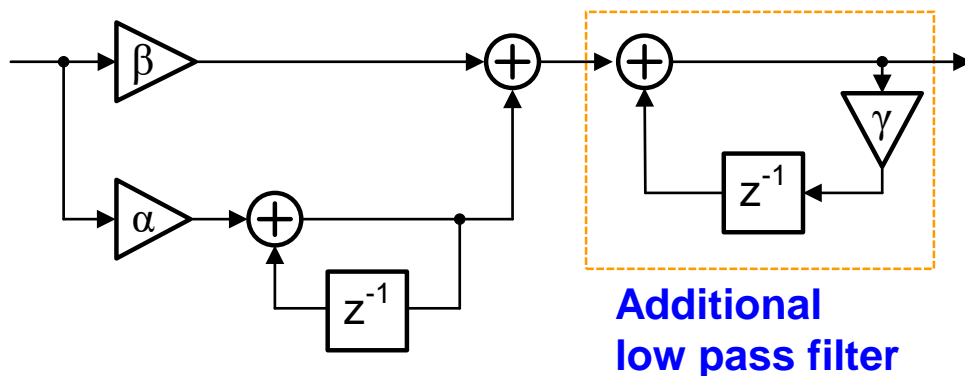 β
γ
z⁻¹
α
z⁻¹
Additional
low pass filter